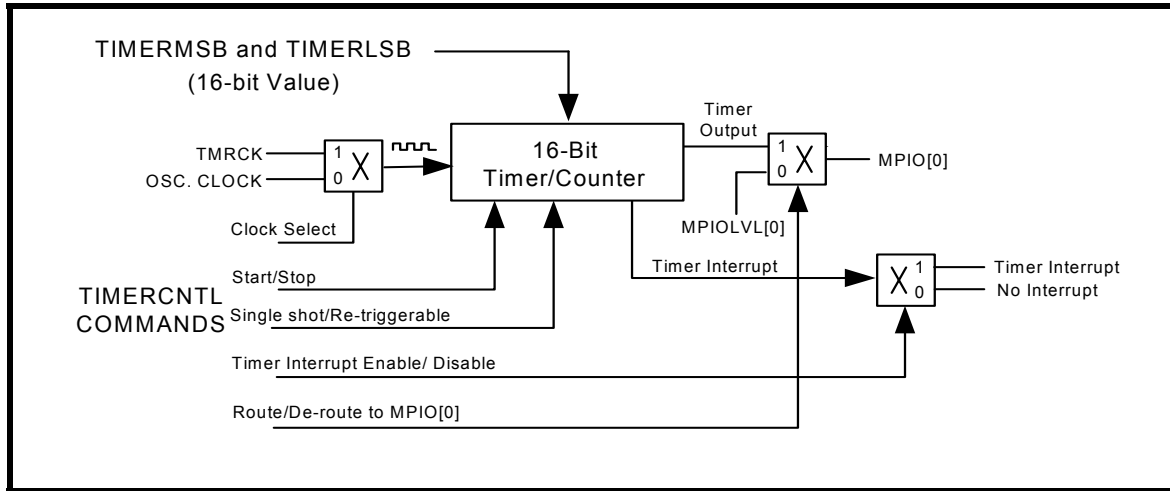 TIMERMSB and TIMERLSB
(16-bit Value)
Timer
Output
TMRCK
OSC. CLOCK
1
0
X
16-Bit
Timer/Counter
1
0
X
MPIO[0]
Clock Select
MPIOLVL[0]
Timer Interrupt
X
1
0
Timer Interrupt
No Interrupt
TIMERCNTL
COMMANDS
Start/Stop
Single shot/Re-triggerable
Timer Interrupt Enable/ Disable
Route/De-route to MPIO[0]